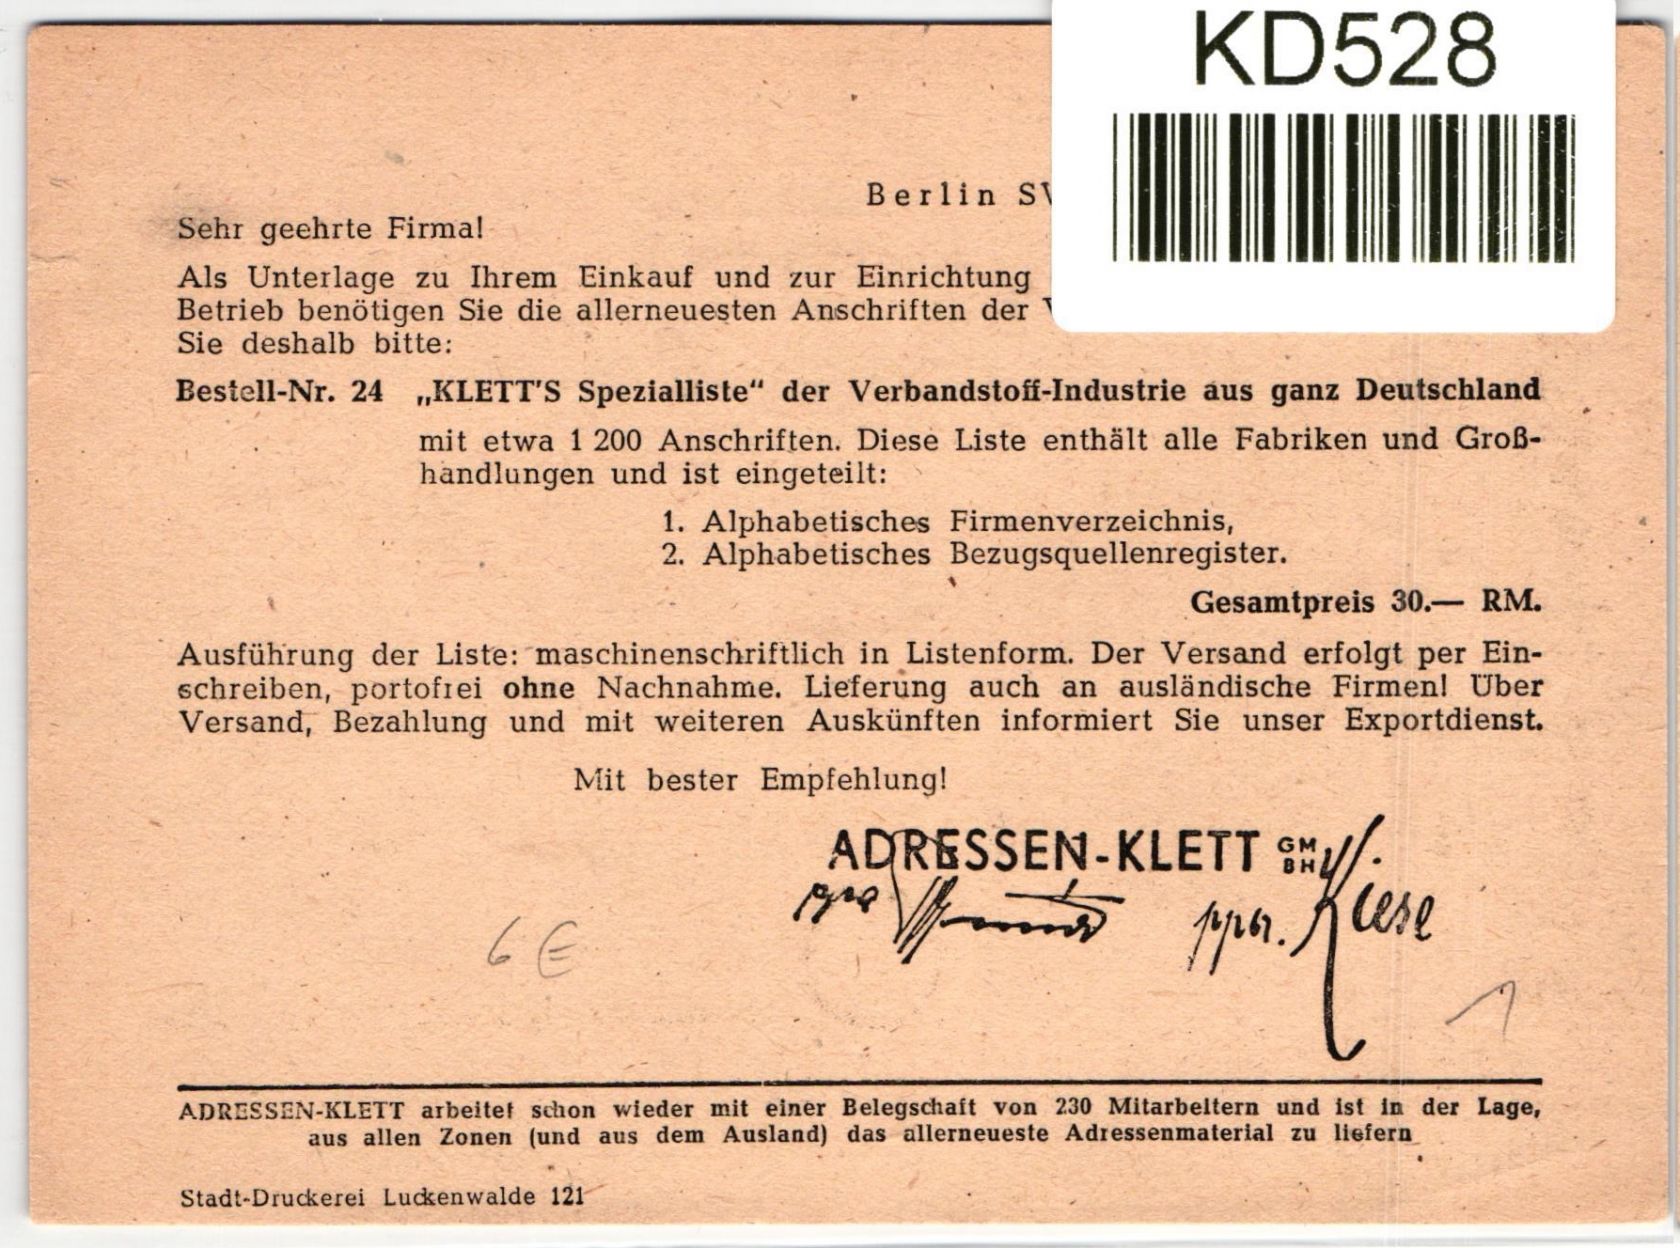 KD528
Berlin
Sehr geehrte Firma!
Als Unterlage zu Ihrem Einkauf und zur Einrichtung
Betrieb benötigen Sie die allerneuesten Anschriften der
Sie deshalb bitte:
Bestell-Nr. 24 „KLETT'S Spezialliste“ der Verbandstoff-Industrie aus ganz Deutschland
mit etwa 1 200 Anschriften. Diese Liste enthält alle Fabriken und Groß-
handlungen und ist eingeteilt:
1. Alphabetisches Firmenverzeichnis,
2. Alphabetisches Bezugsquellenregister.
Gesamtpreis 30.— RM.
Ausführung der Liste: maschinenschriftlich in Listenform. Der Versand erfolgt per Ein-
schreiben, portofrei ohne Nachnahme. Lieferung auch an ausländische Firmen! Über
Versand, Bezahlung und mit weiteren Auskünften informiert Sie unser Exportdienst.
Mit bester Empfehlung!
ADRESSEN-KLETT GMBH
ppa. Kiese
6 €
1
ADRESSEN-KLETT arbeitet schon wieder mit einer Belegschaft von 230 Mitarbeitern und ist in der Lage,
aus allen Zonen (und aus dem Ausland) das allerneueste Adressenmaterial zu liefern
Stadt-Druckerei Luckenwalde 121